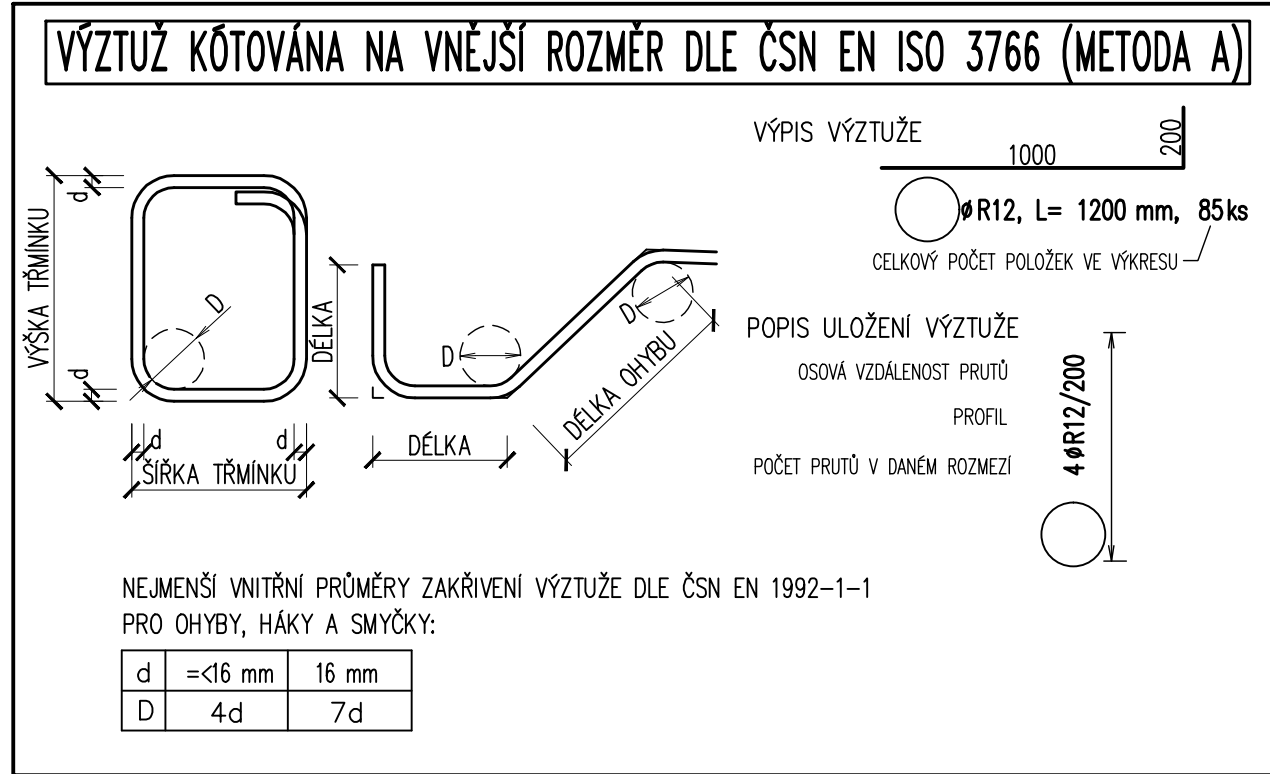 VÝZTUŽ KÓTOVÁNA NA VNĚJŠÍ ROZMĚR DLE ČSN EN ISO 3766 (METODA A)
VÝPIS VÝZTUŽE
1000
200
øR12, L= 1200 mm, 85ks
CELKOVÝ POČET POLOŽEK VE VÝKRESU
d
VÝŠKA TŘMÍNKU
D
d
d
d
ŠÍŘKA TŘMÍNKU
DÉLKA
D
D
DÉLKA OHYBU
DÉLKA
POPIS ULOŽENÍ VÝZTUŽE
OSOVÁ VZDÁLENOST PRUTŮ
PROFIL
POČET PRUTŮ V DANÉM ROZMEZÍ
4øR12/200
NEJMENŠÍ VNITŘNÍ PRŮMĚRY ZAKŘIVENÍ VÝZTUŽE DLE ČSN EN 1992-1-1
PRO OHYBY, HÁKY A SMYČKY:
d =<16 mm 16 mm
D 4d 7d